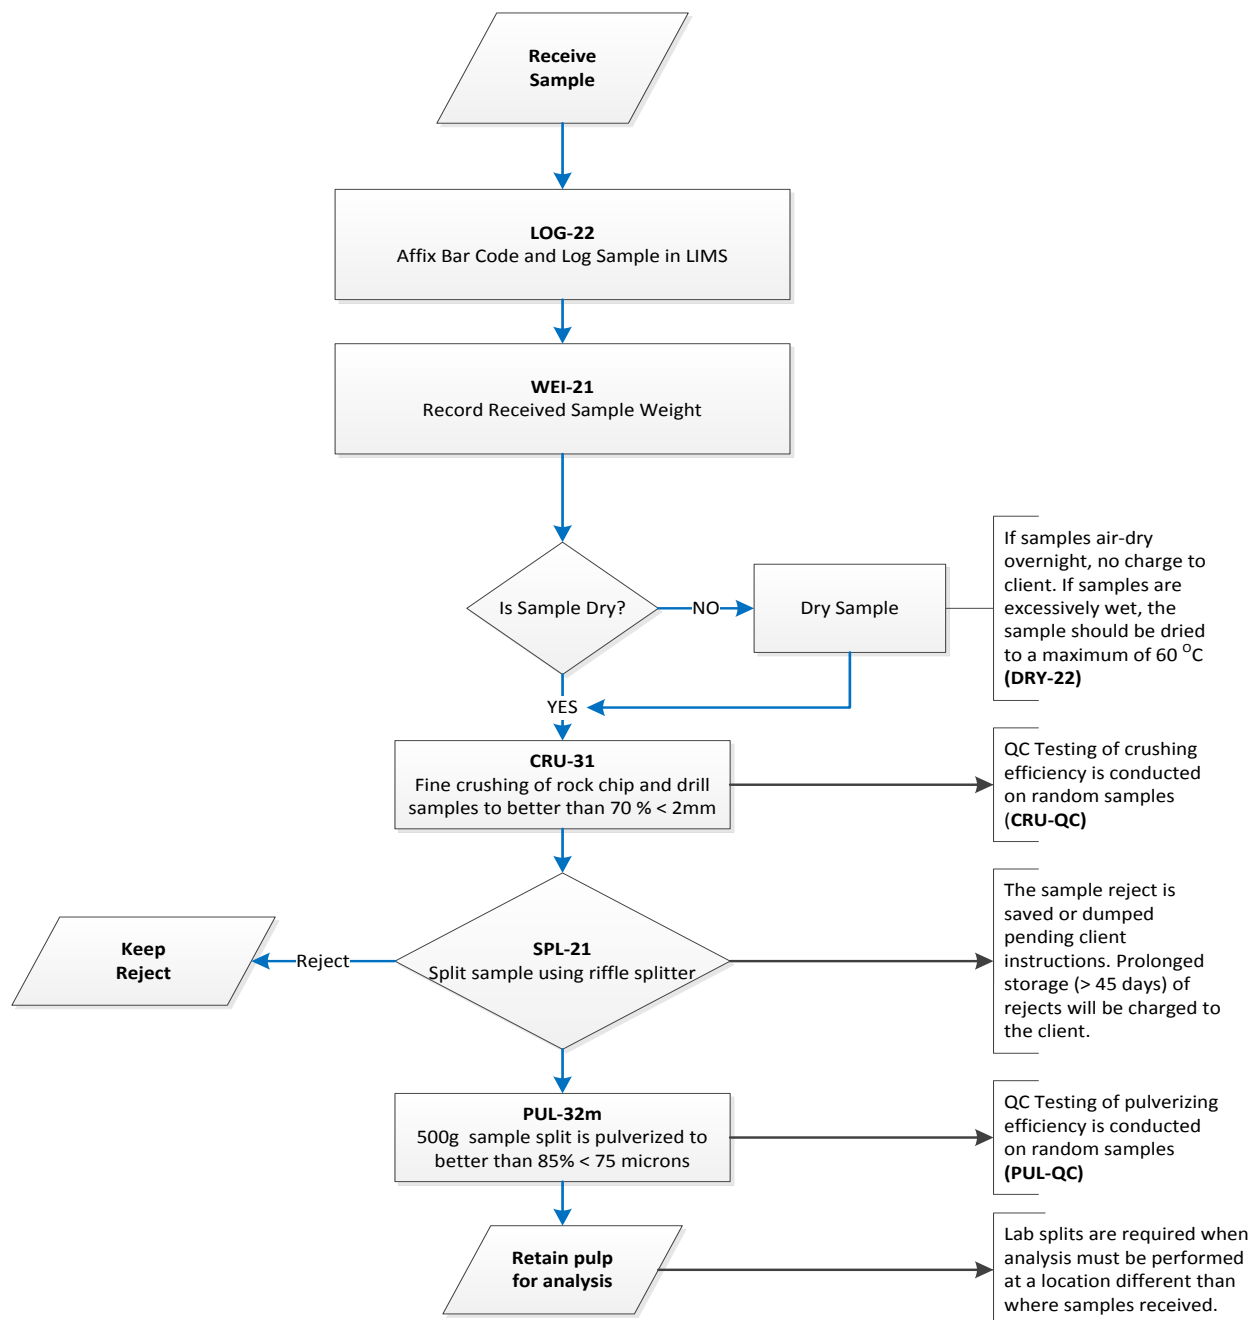 Receive
Sample
LOG-22
Affix Bar Code and Log Sample in LIMS
WEI-21
Record Received Sample Weight
Is Sample Dry?
NO
Dry Sample
If samples air-dry
overnight, no charge to
client. If samples are
excessively wet, the
sample should be dried
to a maximum of 60 °C
(DRY-22)
YES
CRU-31
Fine crushing of rock chip and drill
samples to better than 70 % < 2mm
QC Testing of crushing
efficiency is conducted
on random samples
(CRU-QC)
Keep
Reject
Reject
SPL-21
Split sample using riffle splitter
The sample reject is
saved or dumped
pending client
instructions. Prolonged
storage (> 45 days) of
rejects will be charged to
the client.
PUL-32m
500g sample split is pulverized to
better than 85% < 75 microns
QC Testing of pulverizing
efficiency is conducted
on random samples
(PUL-QC)
Retain pulp
for analysis
Lab splits are required when
analysis must be performed
at a location different than
where samples received.